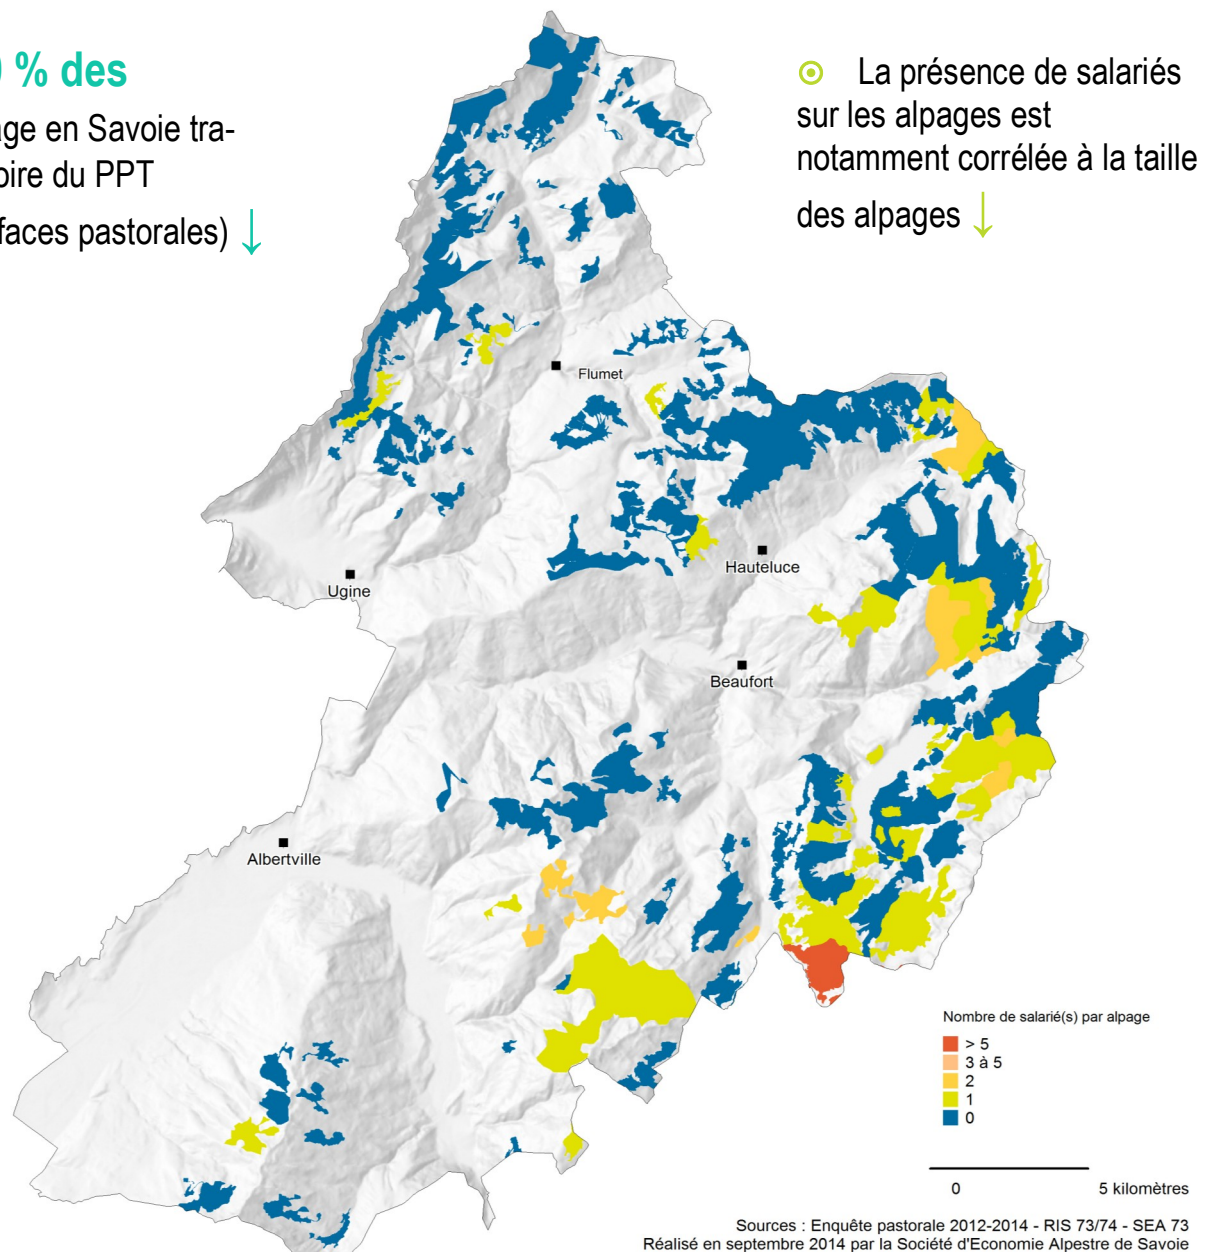 % des
age en Savoie tra-
oire du PPT
faces pastorales) ↓
⊙ La présence de salariés
sur les alpages est
notamment corrélée à la taille
des alpages ↓
Flumet
Hauteluce
Ugine
Beaufort
Albertville
Nombre de salarié(s) par alpage
> 5
3 à 5
2
1
0
0 5 kilomètres
Sources : Enquête pastorale 2012-2014 - RIS 73/74 - SEA 73
Réalisé en septembre 2014 par la Société d'Economie Alpestre de Savoie